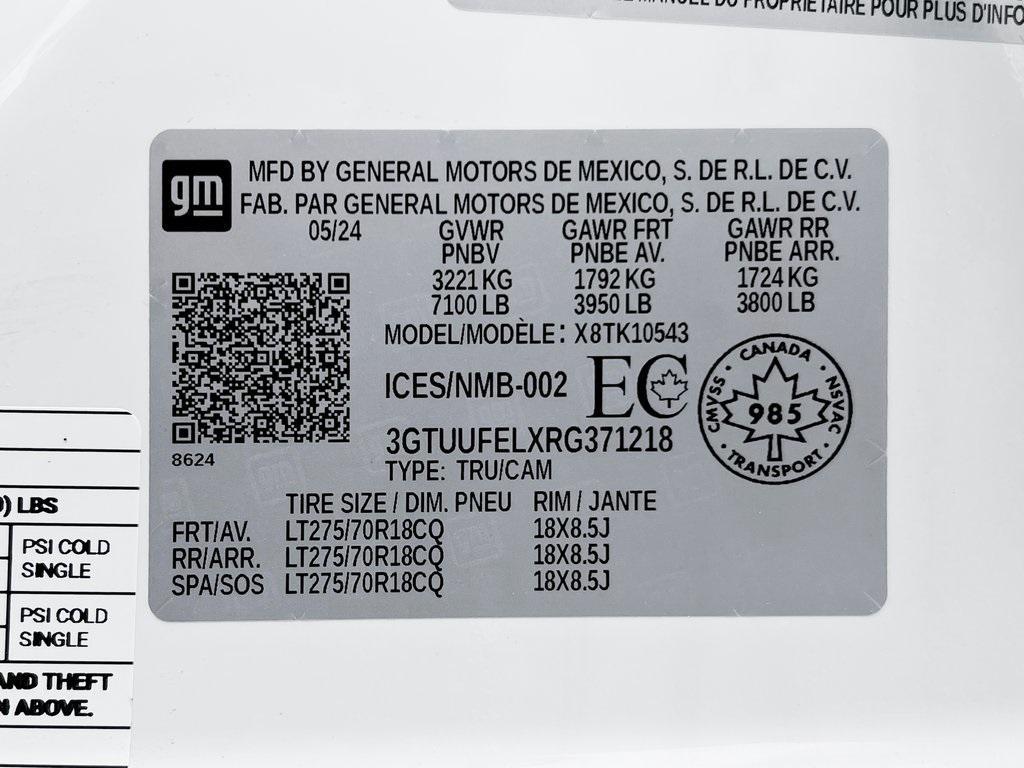 MANUEL DU PROPRIÉTAIRE POUR PLUS D'INFO
gm
MFD BY GENERAL MOTORS DE MEXICO, S. DE R.L. DE C.V.
FAB. PAR GENERAL MOTORS DE MEXICO, S. DE R.L. DE C.V.
05/24 GVWR GAWR FRT GAWR RR
PNBV PNBE AV. PNBE ARR.
3221 KG 1792 KG 1724 KG
7100 LB 3950 LB 3800 LB
MODEL/MODÈLE: X8TK10543
ICES/NMB-002 EC
CANADA
CMVSS 985 NSVAC
TRANSPORT
3GTUUFELXRG371218
8624
TYPE: TRU/CAM
TIRE SIZE / DIM. PNEU RIM / JANTE
FRT/AV. LT275/70R18CQ 18X8.5J
RR/ARR. LT275/70R18CQ 18X8.5J
SPA/SOS LT275/70R18CQ 18X8.5J
) LBS
PSI COLD
SINGLE
PSI COLD
SINGLE
AND THEFT
ABOVE.